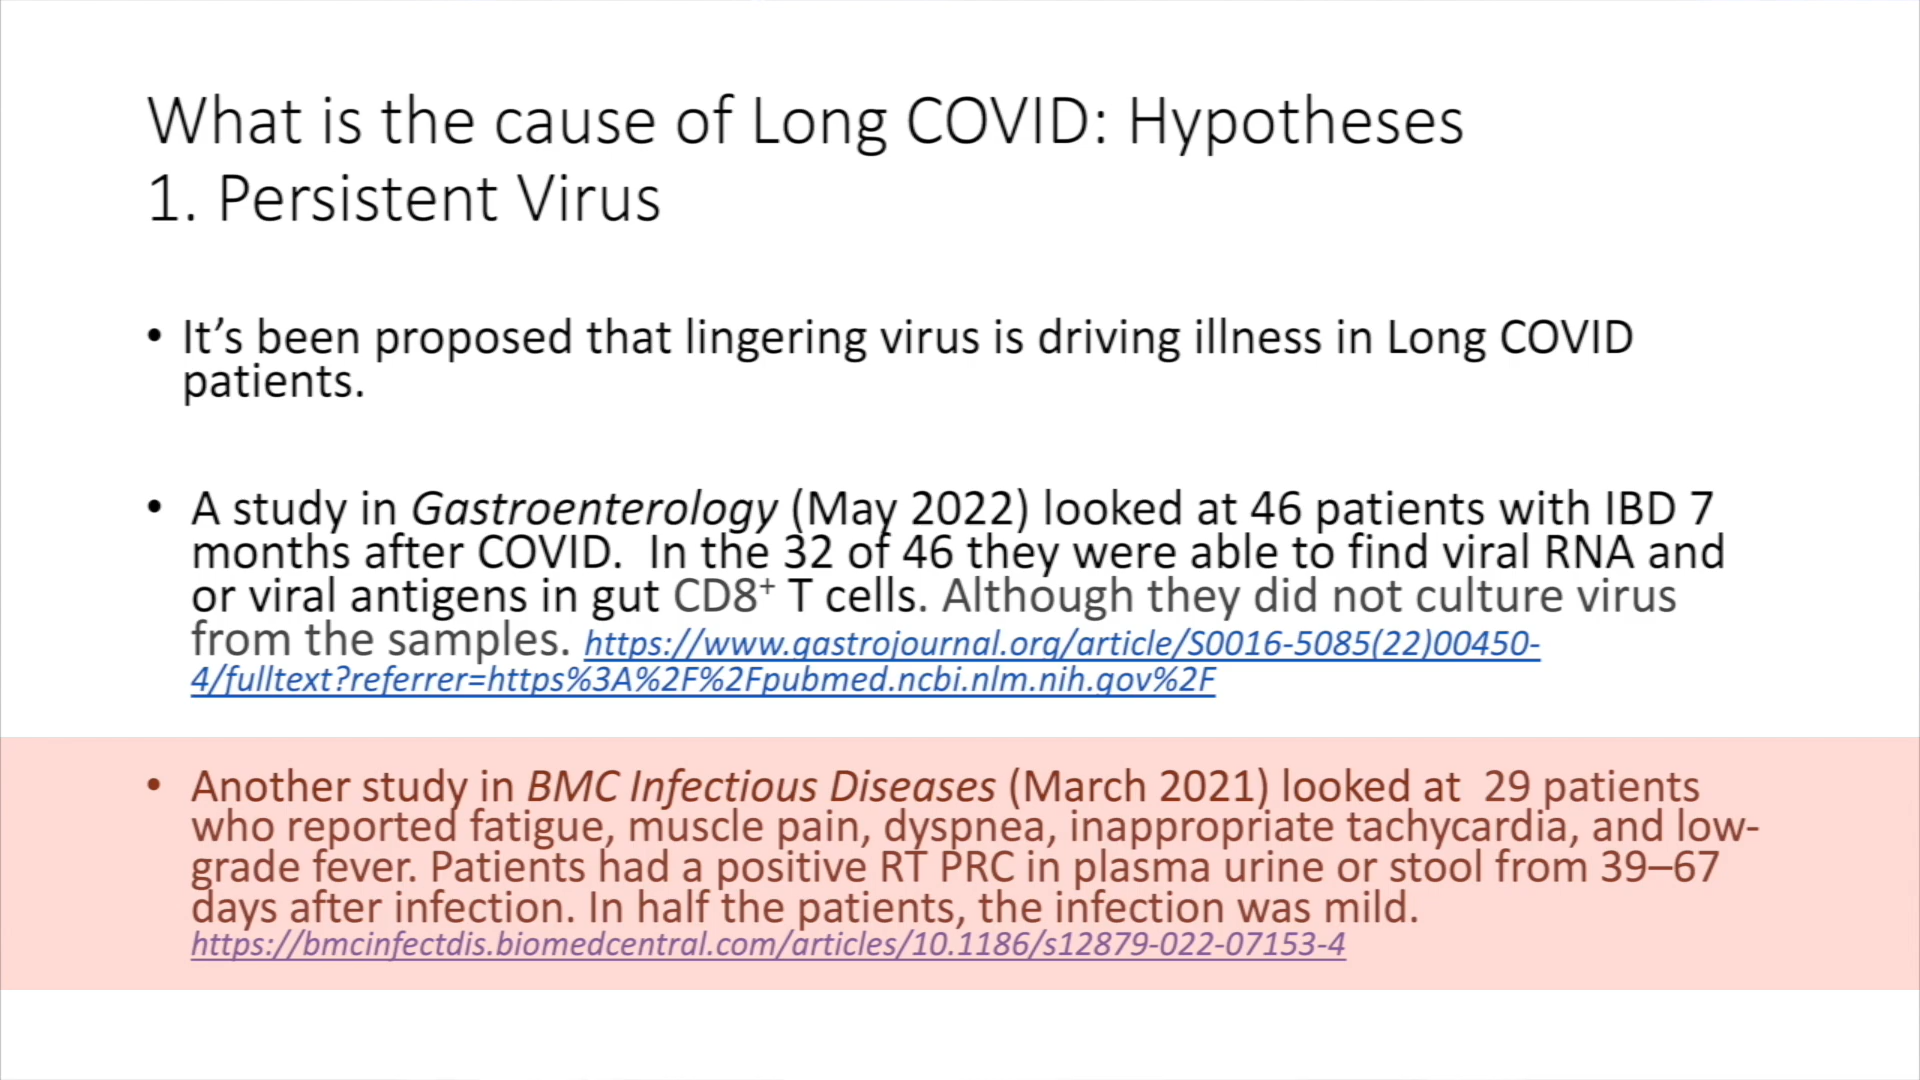 What is the cause of Long COVID: Hypotheses
1. Persistent Virus
• It’s been proposed that lingering virus is driving illness in Long COVID
patients.
• A study in Gastroenterology (May 2022) looked at 46 patients with IBD 7
months after COVID.  In the 32 of 46 they were able to find viral RNA and
or viral antigens in gut CD8⁺ T cells. Although they did not culture virus
from the samples. https://www.gastrojournal.org/article/S0016-5085(22)00450-
4/fulltext?referrer=https%3A%2F%2Fpubmed.ncbi.nlm.nih.gov%2F
• Another study in BMC Infectious Diseases (March 2021) looked at  29 patients
who reported fatigue, muscle pain, dyspnea, inappropriate tachycardia, and low-
grade fever. Patients had a positive RT PRC in plasma urine or stool from 39–67
days after infection. In half the patients, the infection was mild.
https://bmcinfectdis.biomedcentral.com/articles/10.1186/s12879-022-07153-4